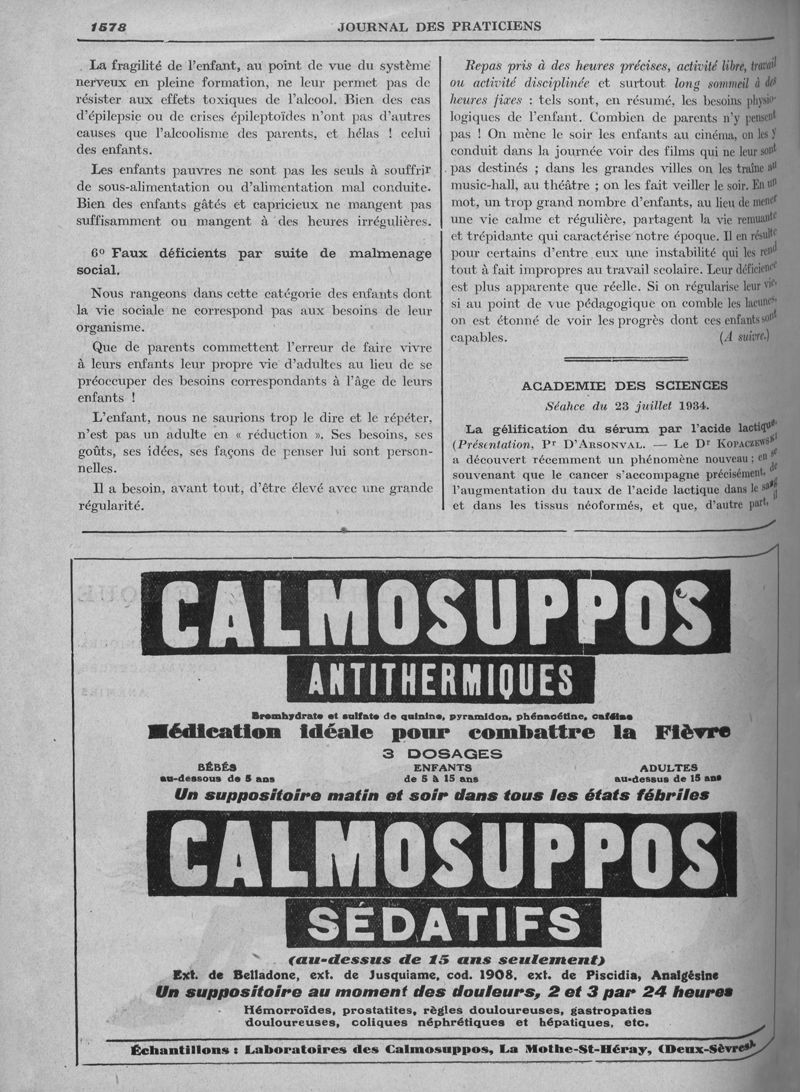 1578
JOURNAL DES PRATICIENS
La fragilité de l'enfant, au point de vue du système
nerveux en pleine formation, ne leur permet pas de
résister aux effets toxiques de l'alcool. Bien des cas
d'épilepsie ou de crises épileptoïdes n'ont pas d'autres
causes que l'alcoolisme des parents, et hélas ! celui
des enfants.
Les enfants pauvres ne sont pas les seuls à souffrir
de sous-alimentation ou d'alimentation mal conduite.
Bien des enfants gâtés et capricieux ne mangent pas
suffisamment ou mangent à des heures irrégulières.
6° Faux déficients par suite de malmenage
social.
Nous rangeons dans cette catégorie des enfants dont
la vie sociale ne correspond pas aux besoins de leur
organisme.
Que de parents commettent l'erreur de faire vivre
à leurs enfants leur propre vie d'adultes au lieu de se
préoccuper des besoins correspondants à l'âge de leurs
enfants !
L'enfant, nous ne saurions trop le dire et le répéter,
n'est pas un adulte en « réduction ». Ses besoins, ses
goûts, ses idées, ses façons de penser lui sont person-
nelles.
Il a besoin, avant tout, d'être élevé avec une grande
régularité.
Repas pris à des heures précises, activité libre, travail
ou activité disciplinée et surtout long sommeil à des
heures fixes : tels sont, en résumé, les besoins physio-
logiques de l'enfant. Combien de parents n'y pensent
pas ! On mène le soir les enfants au cinéma, on les y
conduit dans la journée voir des films qui ne leur sont
pas destinés ; dans les grandes villes on les traîne au
music-hall, au théâtre ; on les fait veiller le soir. En un
mot, un trop grand nombre d'enfants, au lieu de mener
une vie calme et régulière, partagent la vie remuante
et trépidante qui caractérise notre époque. Il en résulte
pour certains d'entre eux une instabilité qui les rend
tout à fait impropres au travail scolaire. Leur déficience
est plus apparente que réelle. Si on régularise leur vie,
si au point de vue pédagogique on comble les lacunes,
on est étonné de voir les progrès dont ces enfants sont
capables. (A suivre.)
ACADEMIE DES SCIENCES
Séance du 23 juillet 1934.
La gélification du sérum par l'acide lactique
(Présentation, Pr D'ARSONVAL. — Le Dr KOPACZEWSKI
a découvert récemment un phénomène nouveau : en se
souvenant que le cancer s'accompagne précisément, de
l'augmentation du taux de l'acide lactique dans le sang
et dans les tissus néoformés, et que, d'autre part,
CALMOSUPPOS
ANTITHERMIQUES
Bromhydrate et sulfate de quinine, pyramidon, phénacétine, caféine
Médication idéale pour combattre la Fièvre
3 DOSAGES
BÉBÉS ENFANTS ADULTES
au-dessous de 5 ans de 5 à 15 ans au-dessus de 15 ans
Un suppositoire matin et soir dans tous les états fébriles
CALMOSUPPOS
SÉDATIFS
(au-dessus de 15 ans seulement)
Ext. de Belladone, ext. de Jusquiame, cod. 1908, ext. de Piscidia, Analgésine
Un suppositoire au moment des douleurs, 2 et 3 par 24 heures
Hémorroïdes, prostatites, règles douloureuses, gastropaties
douloureuses, coliques néphrétiques et hépatiques, etc.
Échantillons : Laboratoires des Calmosuppos, La Mothe-St-Héray, (Deux-Sèvres).